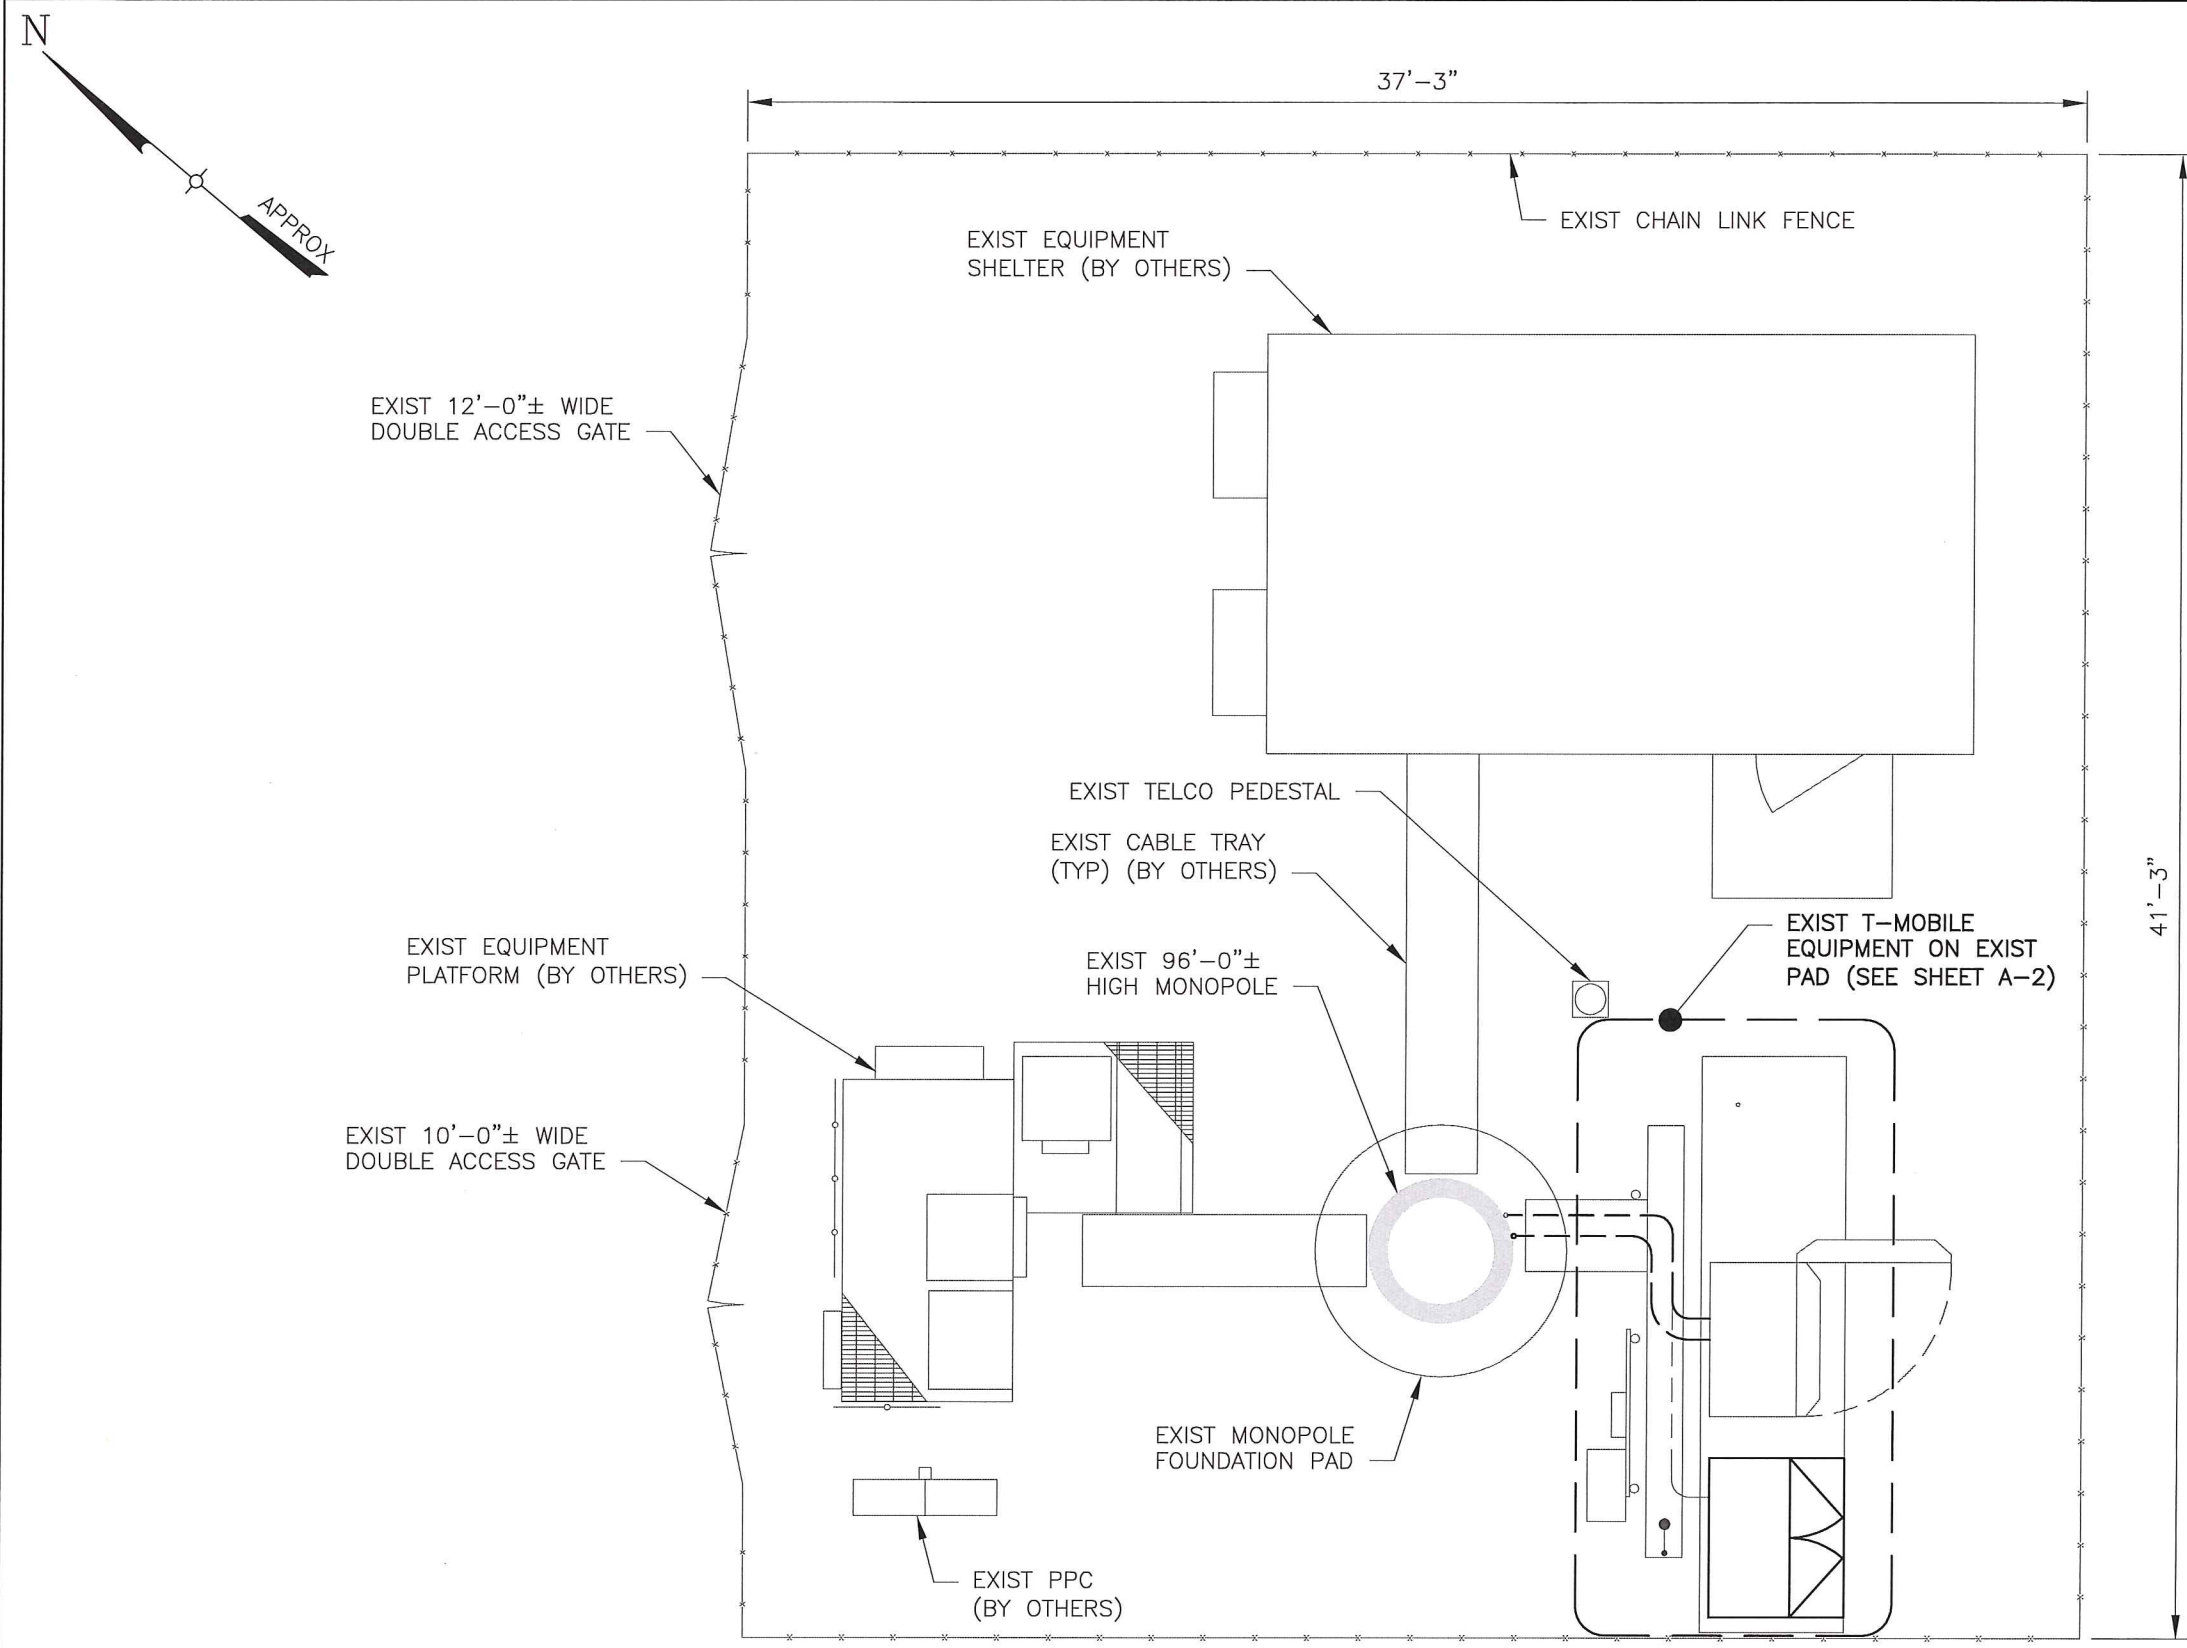 N
APPROX
37'-3"
EXIST CHAIN LINK FENCE
EXIST EQUIPMENT
SHELTER (BY OTHERS)
EXIST 12'-0"± WIDE
DOUBLE ACCESS GATE
EXIST TELCO PEDESTAL
EXIST CABLE TRAY
(TYP) (BY OTHERS)
41'-3"
EXIST T-MOBILE
EQUIPMENT ON EXIST
PAD (SEE SHEET A-2)
EXIST EQUIPMENT
PLATFORM (BY OTHERS)
EXIST 96'-0"±
HIGH MONOPOLE
EXIST 10'-0"± WIDE
DOUBLE ACCESS GATE
EXIST MONOPOLE
FOUNDATION PAD
EXIST PPC
(BY OTHERS)